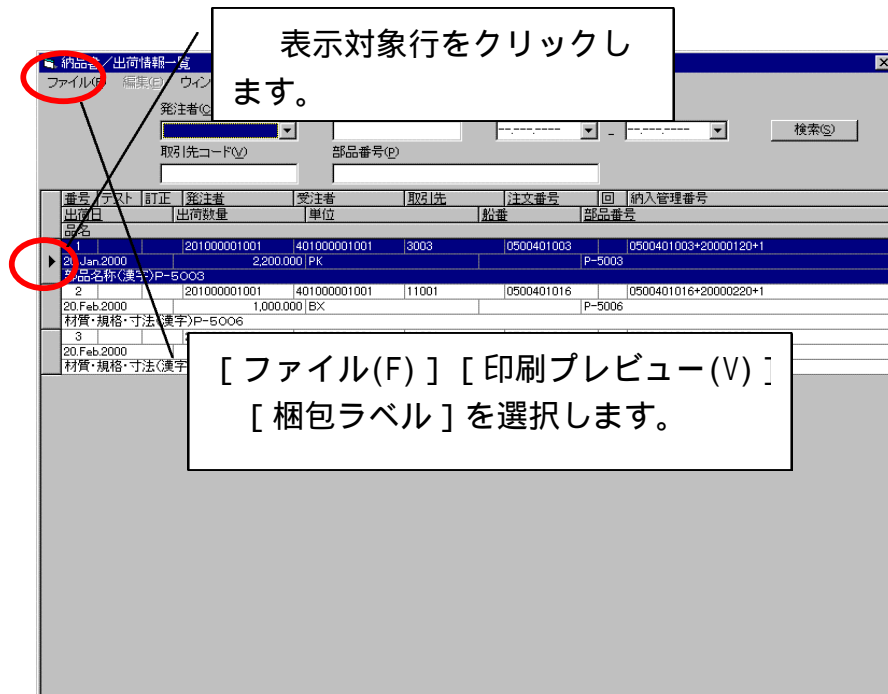 表示対象行をクリックし
ます。
納品書／出荷情報一覧
ファイル(F) 編集(E) ウィン
発注者(C)
--.---.---- - --.---.---- 検索(S)
取引先コード(V) 部品番号(P)
番号 テスト 訂正 発注者 受注者 取引先 注文番号 回 納入管理番号
出荷日 出荷数量 単位 船番 部品番号
品名
1 201000001001 401000001001 3003 0500401003 0500401003+20000120+1
20.Jan.2000 2,200.000 PK P-5003
部品名称(漢字)P-5003
2 201000001001 401000001001 11001 0500401016 0500401016+20000220+1
20.Feb.2000 1,000.000 BX P-5006
材質・規格・寸法(漢字)P-5006
3
20.Feb.2000
材質・規格・寸法(漢字
[ファイル(F)] [印刷プレビュー(V)]
[梱包ラベル]を選択します。